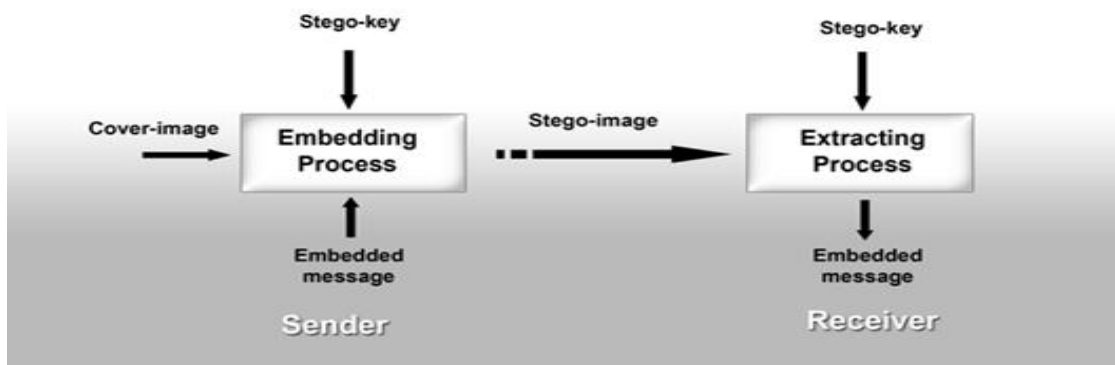 Stego-key
Stego-key
Cover-image
Embedding
Process
Stego-image
Extracting
Process
Embedded
message
Embedded
message
Sender
Receiver